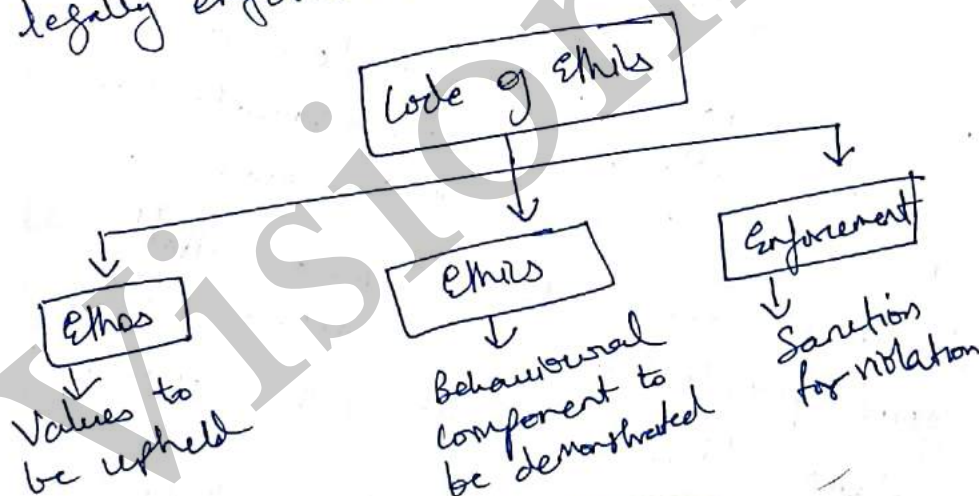 legally
Code of Ethics
Ethos
Ethics
Enforcement
Values to
be upheld
Behavioural
component to
be demonstrated
Sanction
for violation
Vision